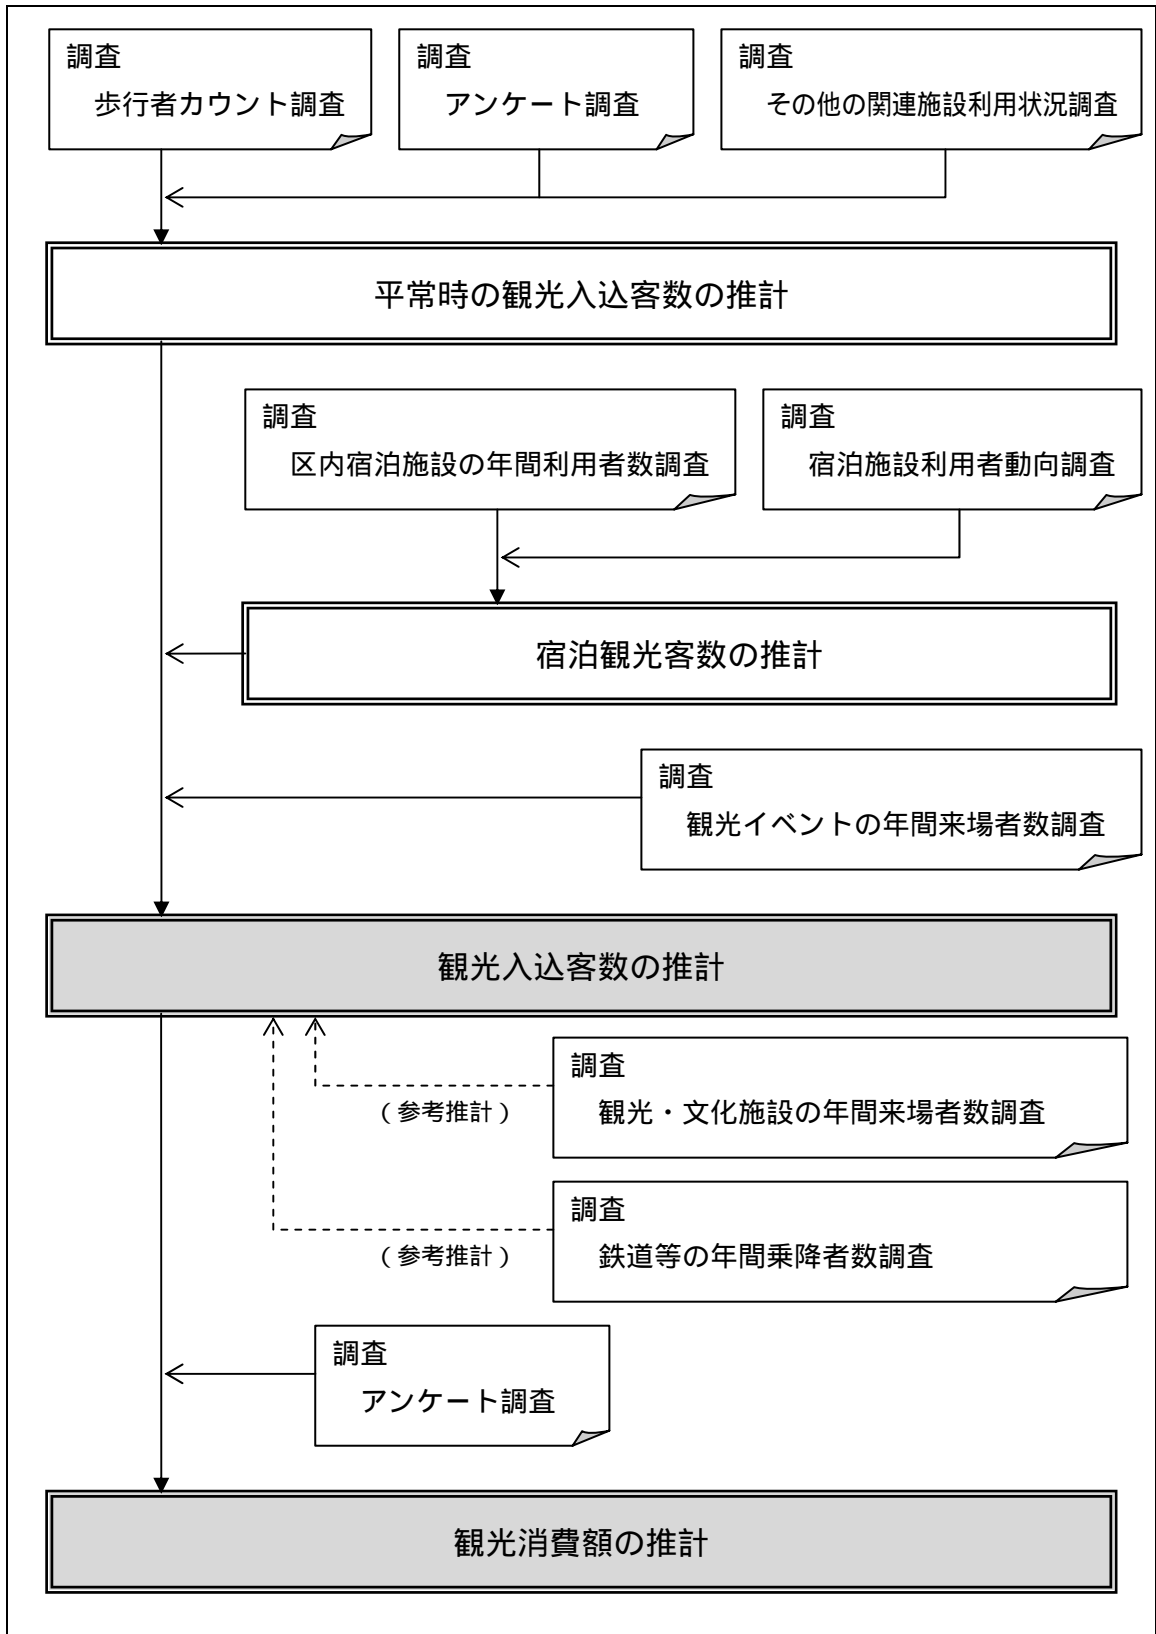 調査
歩行者カウント調査
調査
アンケート調査
調査
その他の関連施設利用状況調査
平常時の観光入込客数の推計
調査
区内宿泊施設の年間利用者数調査
調査
宿泊施設利用者動向調査
宿泊観光客数の推計
調査
観光イベントの年間来場者数調査
観光入込客数の推計
調査
観光・文化施設の年間来場者数調査
（参考推計）
調査
鉄道等の年間乗降者数調査
（参考推計）
調査
アンケート調査
観光消費額の推計